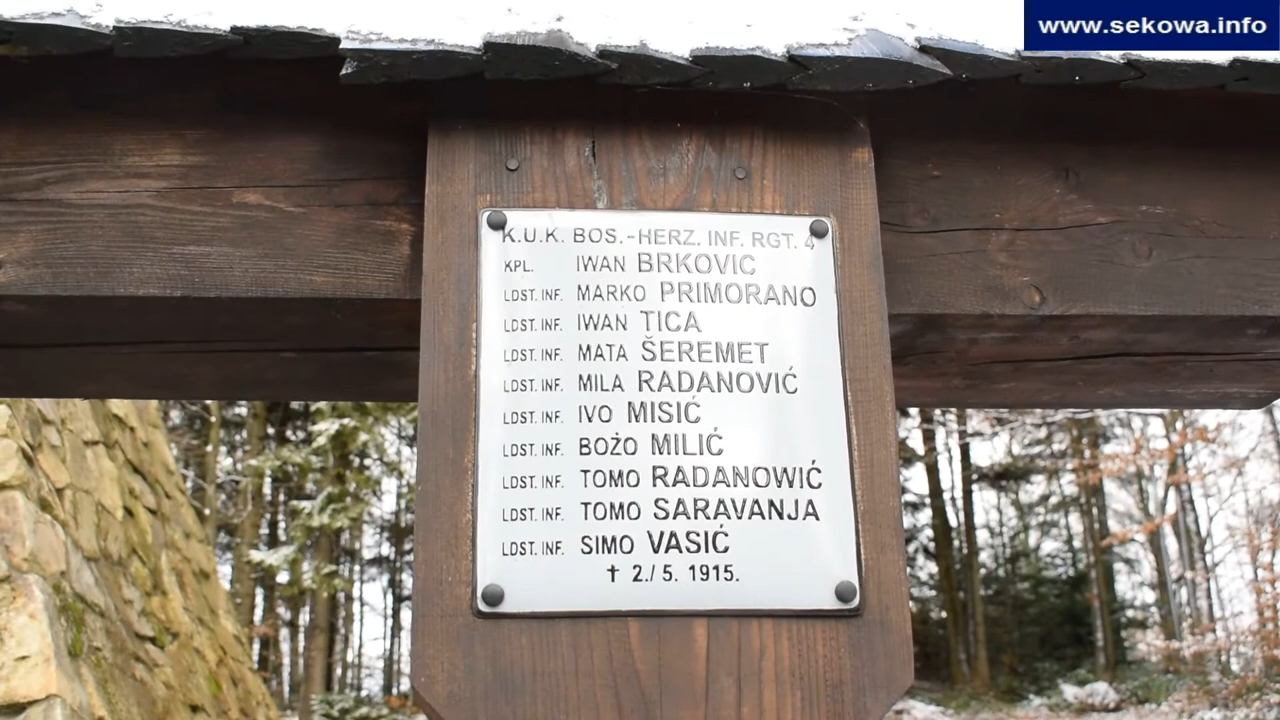 www.sekowa.info
K.U.K. BOS.-HERZ. INF. RGT. 4
KPL. IWAN BRKOVIC
LDST. INF. MARKO PRIMORANO
LDST. INF. IWAN TICA
LDST. INF. MATA ŠEREMET
LDST. INF. MILA RADANOVIĆ
LDST. INF. IVO MISIĆ
LDST. INF. BOŻO MILIĆ
LDST. INF. TOMO RADANOWIĆ
LDST. INF. TOMO SARAVANJA
LDST. INF. SIMO VASIĆ
† 2./5. 1915.